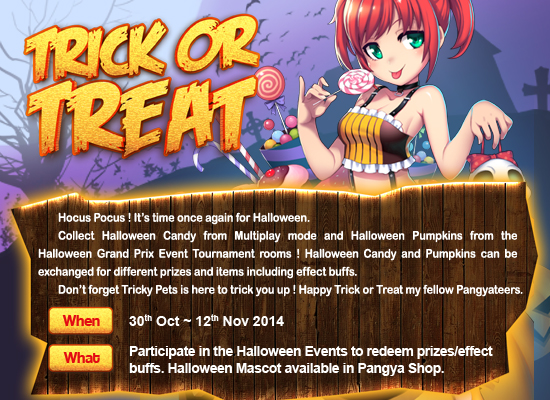 TRICK OR
TREAT
Hocus Pocus ! It's time once again for Halloween.
Collect Halloween Candy from Multiplay mode and Halloween Pumpkins from the
Halloween Grand Prix Event Tournament rooms ! Halloween Candy and Pumpkins can be
exchanged for different prizes and items including effect buffs.
Don't forget Tricky Pets is here to trick you up ! Happy Trick or Treat my fellow Pangyateers.
When 30th Oct ~ 12th Nov 2014
What Participate in the Halloween Events to redeem prizes/effect
buffs. Halloween Mascot available in Pangya Shop.